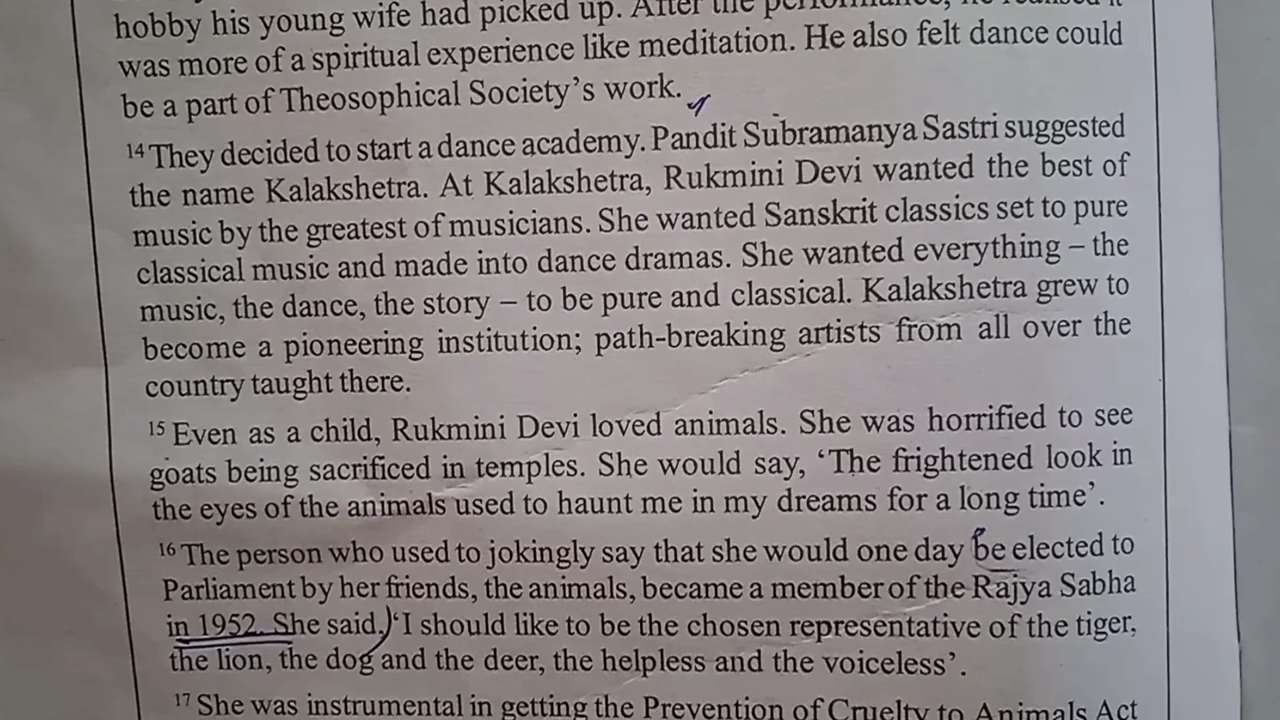 hobby his young wife had picked up. After the performance, he realised it
was more of a spiritual experience like meditation. He also felt dance could
be a part of Theosophical Society’s work.
14 They decided to start a dance academy. Pandit Subramanya Sastri suggested
the name Kalakshetra. At Kalakshetra, Rukmini Devi wanted the best of
music by the greatest of musicians. She wanted Sanskrit classics set to pure
classical music and made into dance dramas. She wanted everything – the
music, the dance, the story – to be pure and classical. Kalakshetra grew to
become a pioneering institution; path-breaking artists from all over the
country taught there.
15 Even as a child, Rukmini Devi loved animals. She was horrified to see
goats being sacrificed in temples. She would say, ‘The frightened look in
the eyes of the animals used to haunt me in my dreams for a long time’.
16 The person who used to jokingly say that she would one day be elected to
Parliament by her friends, the animals, became a member of the Rajya Sabha
in 1952. She said, ‘I should like to be the chosen representative of the tiger,
the lion, the dog and the deer, the helpless and the voiceless’.
17 She was instrumental in getting the Prevention of Cruelty to Animals Act